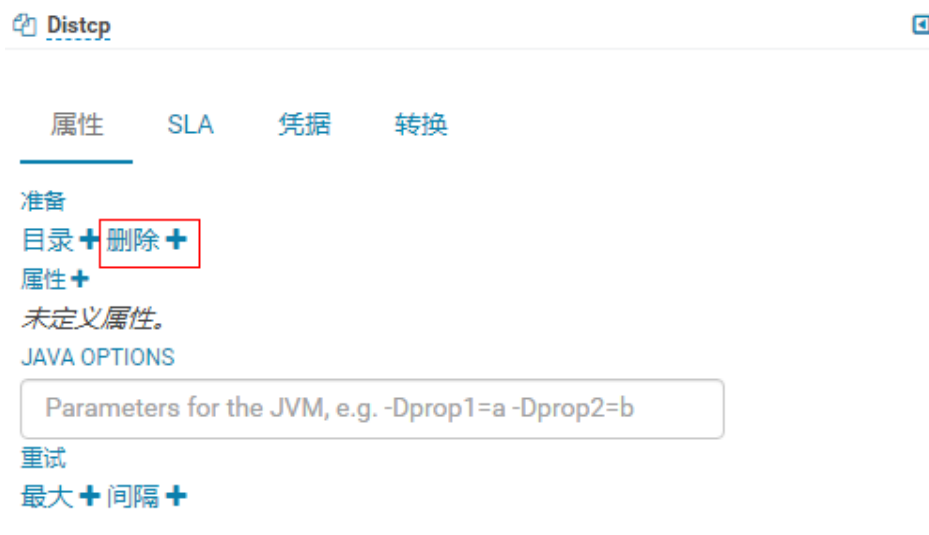 Distcp
属性 SLA 凭据 转换
准备
目录+ 删除+
属性+
未定义属性。
JAVA OPTIONS
Parameters for the JVM, e.g. -Dprop1=a -Dprop2=b
重试
最大+ 间隔+